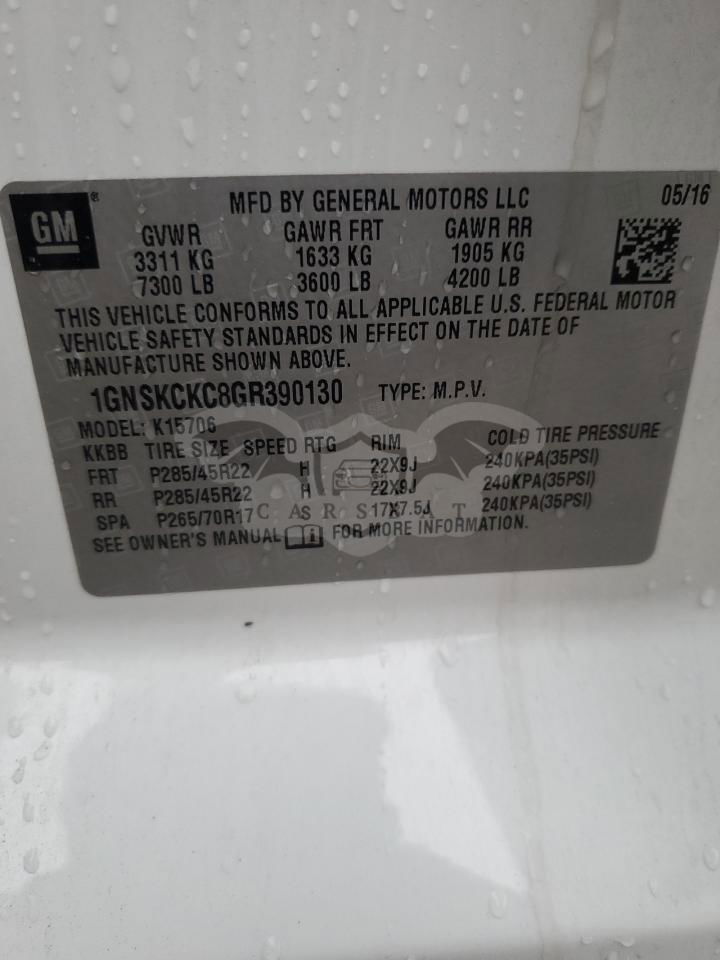 GM ®
MFD BY GENERAL MOTORS LLC 05/16
GVWR GAWR FRT GAWR RR
3311 KG 1633 KG 1905 KG
7300 LB 3600 LB 4200 LB
THIS VEHICLE CONFORMS TO ALL APPLICABLE U.S. FEDERAL MOTOR
VEHICLE SAFETY STANDARDS IN EFFECT ON THE DATE OF
MANUFACTURE SHOWN ABOVE.
1GNSKCKC8GR390130 TYPE: M.P.V.
MODEL: K15706
KKBB TIRE SIZE SPEED RTG RIM COLD TIRE PRESSURE
FRT P285/45R22 H 22X9J 240KPA(35PSI)
RR P285/45R22 H 22X9J 240KPA(35PSI)
SPA P265/70R17 S 17X7.5J 240KPA(35PSI)
SEE OWNER'S MANUAL FOR MORE INFORMATION.